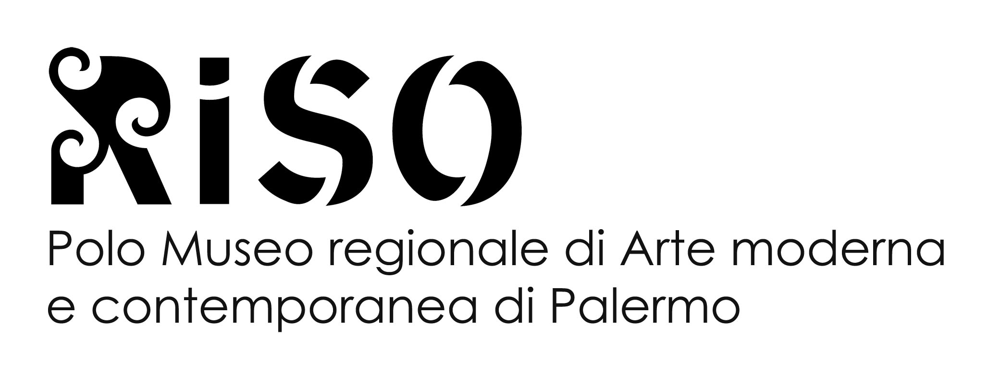 RiSO
Polo Museo regionale di Arte moderna
e contemporanea di Palermo